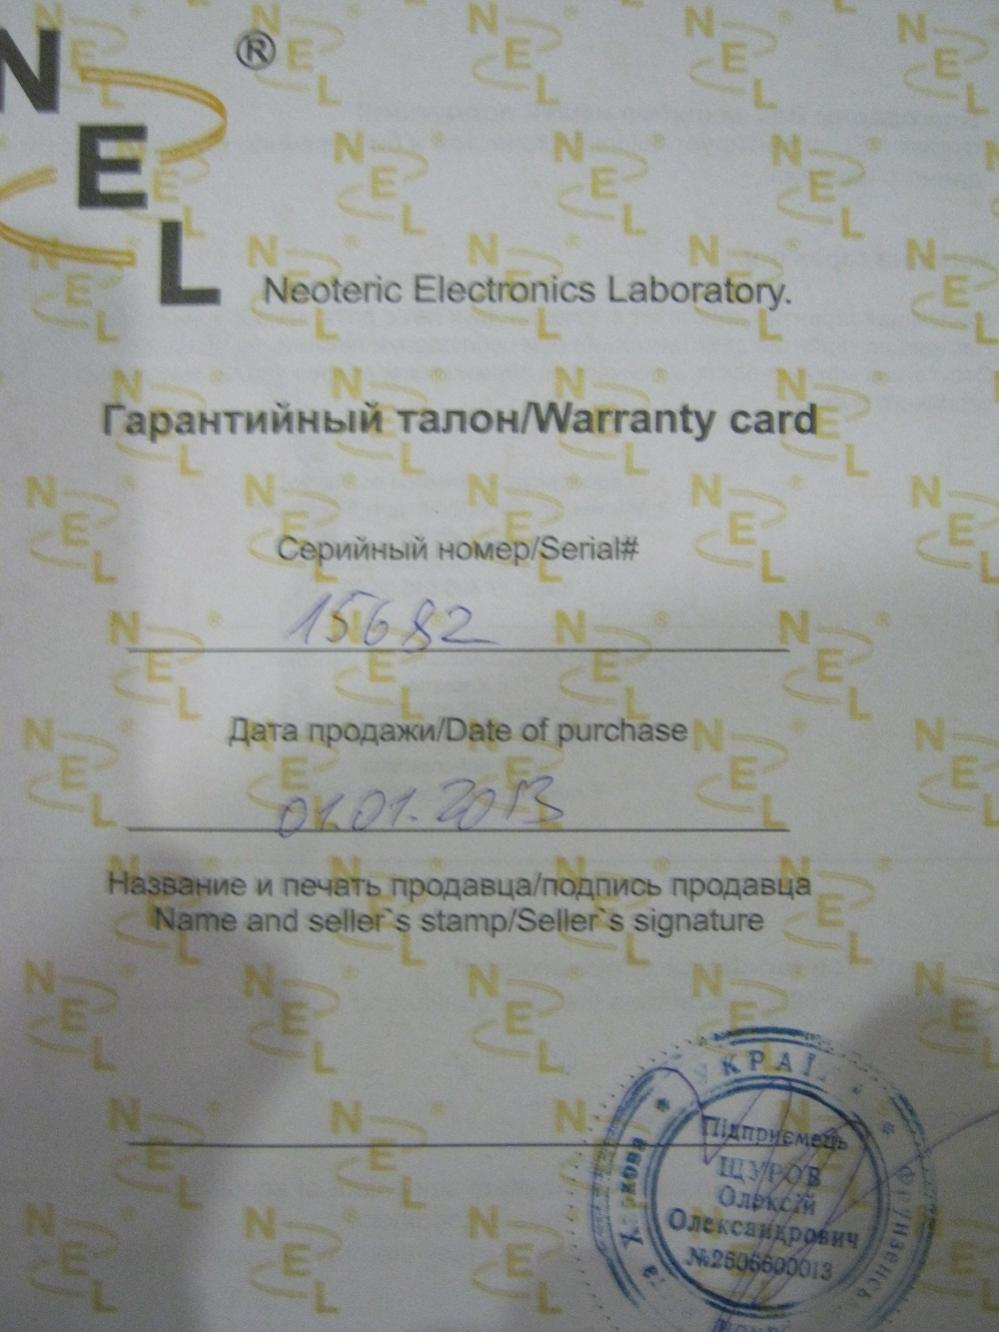 N
E
L
®
Neoteric Electronics Laboratory.
Гарантийный талон/Warranty card
Серийный номер/Serial#
15682
Дата продажи/Date of purchase
01.01.2013
Название и печать продавца/подпись продавца
Name and seller`s stamp/Seller`s signature
Підприємець
ЩУРОВ
Олексій
Олександрович
№2606600013